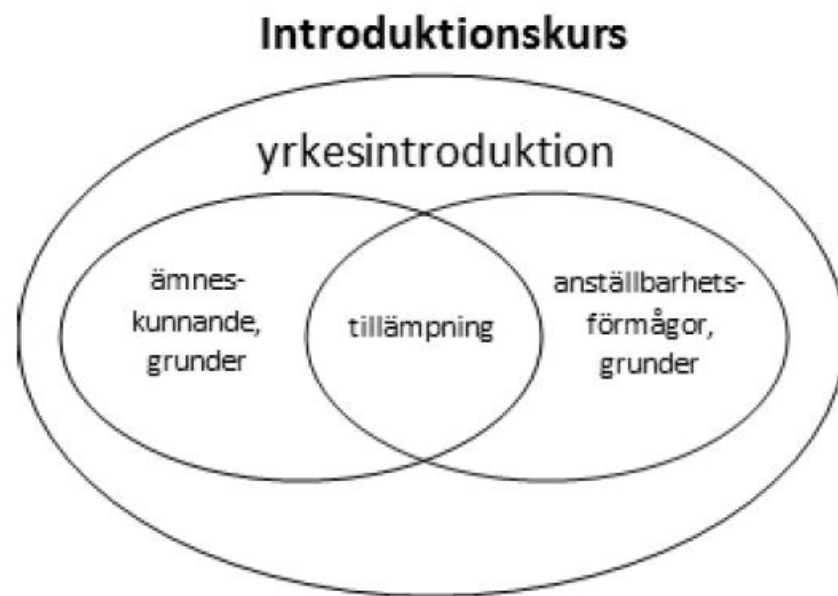 Introduktionskurs
yrkesintroduktion
ämnes-
kunnande,
grunder
tillämpning
anställbarhets-
förmågor,
grunder